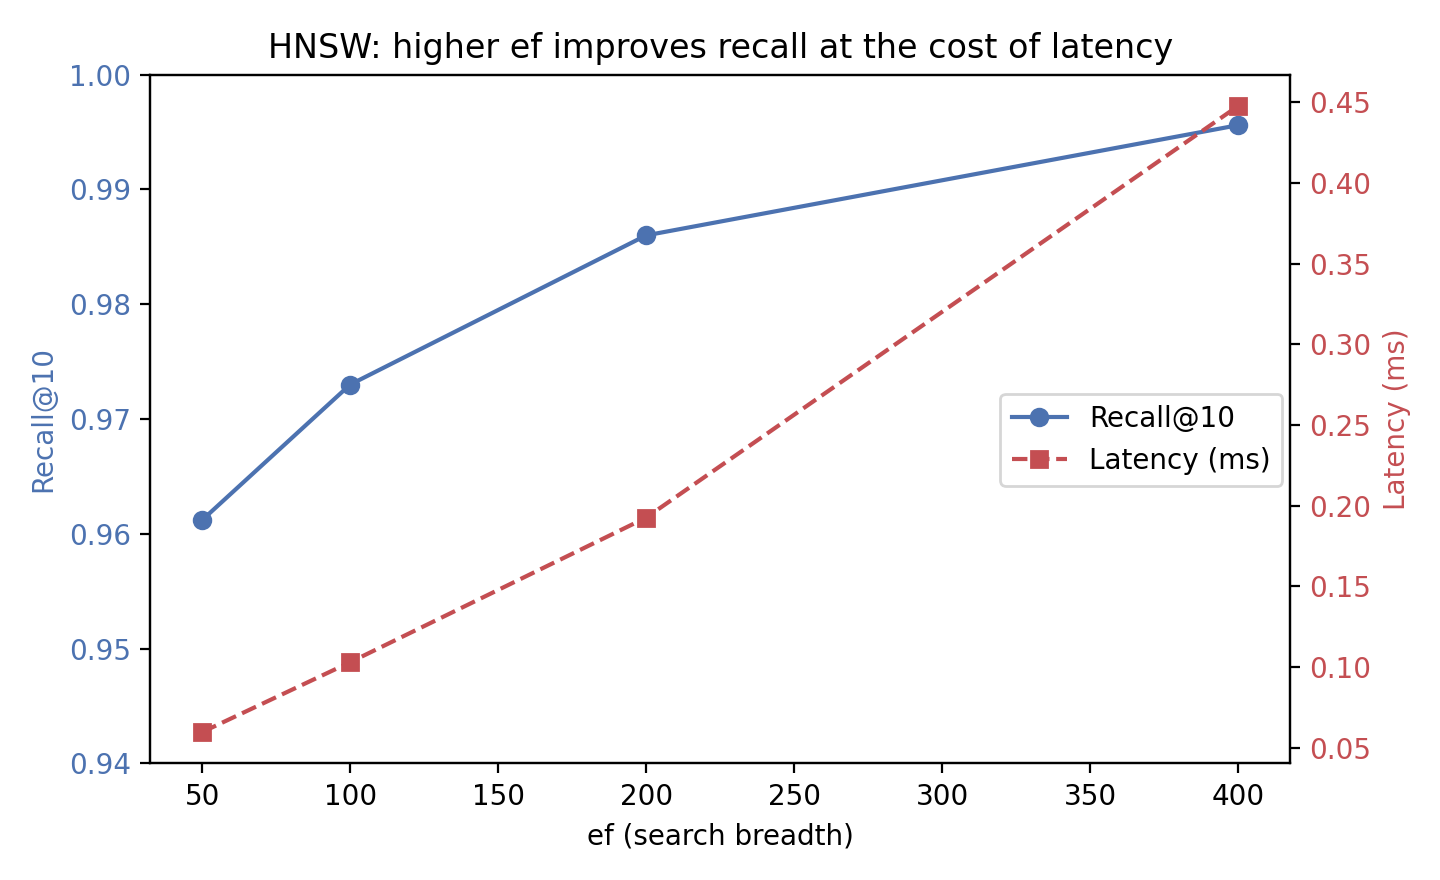 HNSW: higher ef improves recall at the cost of latency
1.00
0.99
0.98
0.97
0.96
0.95
0.94
Recall@10
0.45
0.40
0.35
0.30
0.25
0.20
0.15
0.10
0.05
Latency (ms)
Recall@10
Latency (ms)
50 100 150 200 250 300 350 400
ef (search breadth)